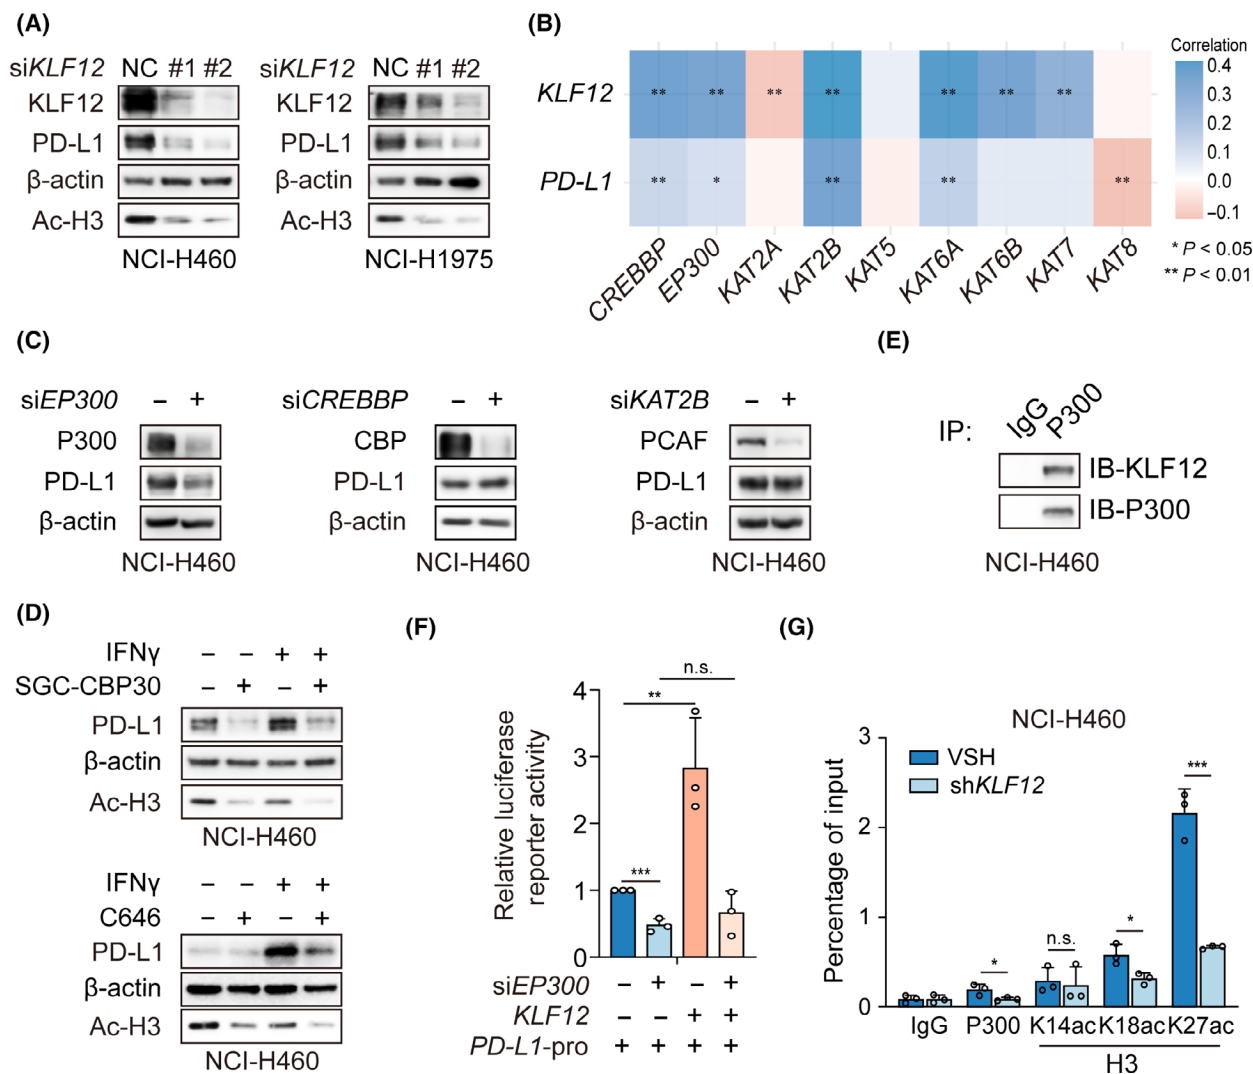 (A)
siKLF12 NC #1 #2
KLF12
PD-L1
β-actin
Ac-H3
NCI-H460
siKLF12 NC #1 #2
KLF12
PD-L1
β-actin
Ac-H3
NCI-H1975
(B)
KLF12 ** ** ** ** ** ** **
PD-L1 ** * ** ** **
CREBBP EP300 KAT2A KAT2B KAT5 KAT6A KAT6B KAT7 KAT8
Correlation
0.4
0.3
0.2
0.1
0.0
–0.1
* P < 0.05
** P < 0.01
(C)
siEP300 – +
P300
PD-L1
β-actin
NCI-H460
siCREBBP – +
CBP
PD-L1
β-actin
NCI-H460
siKAT2B – +
PCAF
PD-L1
β-actin
NCI-H460
(E)
IP: IgG P300
IB-KLF12
IB-P300
NCI-H460
(D)
IFNγ – – + +
SGC-CBP30 – + – +
PD-L1
β-actin
Ac-H3
NCI-H460
IFNγ – – + +
C646 – + – +
PD-L1
β-actin
Ac-H3
NCI-H460
(F)
Relative luciferase
reporter activity
4
3
2
1
0
n.s.
**
***
siEP300 – + – +
KLF12 – – + +
PD-L1-pro + + + +
(G)
NCI-H460
Percentage of input
3
2
1
0
VSH
shKLF12
***
*
n.s.
*
IgG P300 K14ac K18ac K27ac
H3